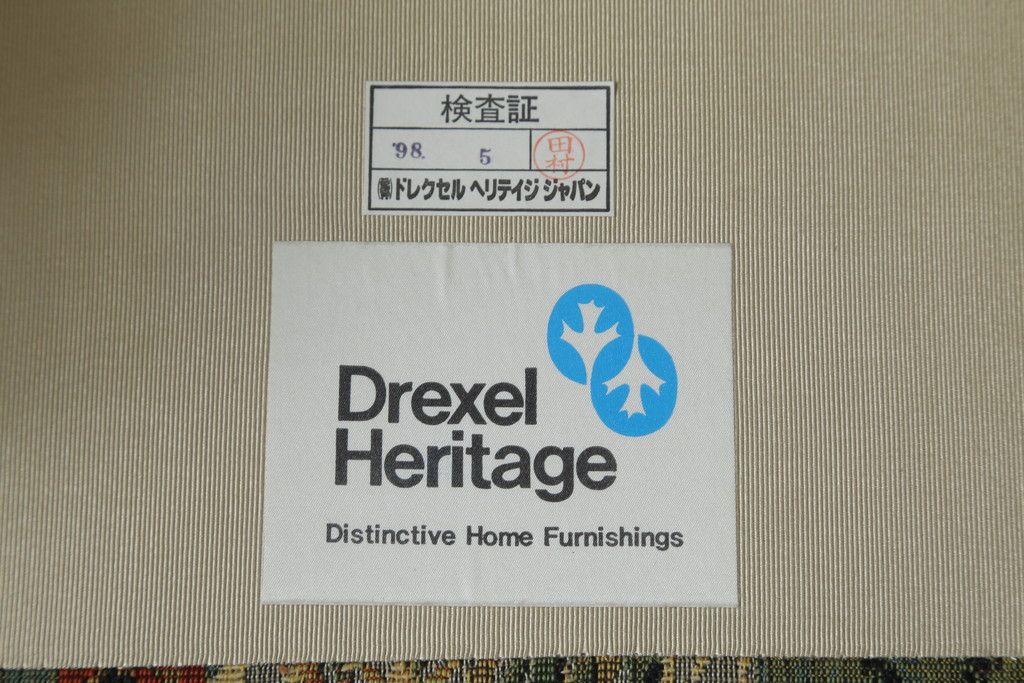 検査証
'98. 5 田村
㈱ドレクセル ヘリテイジ ジャパン
Drexel
Heritage
Distinctive Home Furnishings